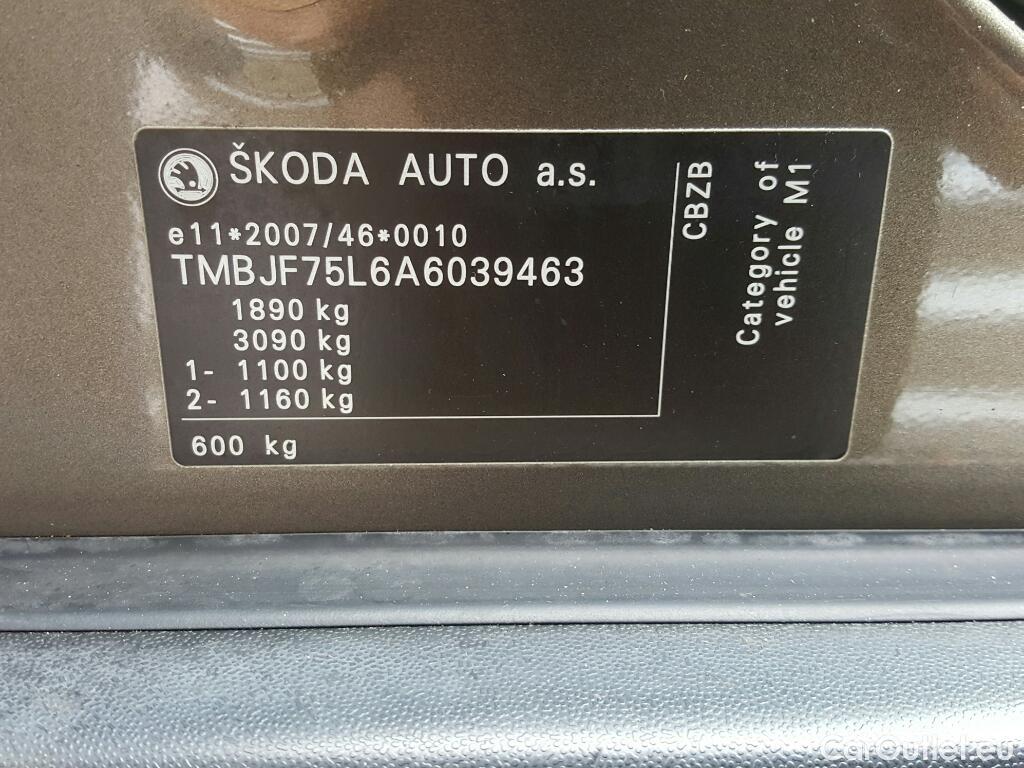 ŠKODA AUTO a.s.
e11*2007/46*0010
TMBJF75L6A6039463
1890 kg
3090 kg
1- 1100 kg
2- 1160 kg
600 kg
CBZB
Category of
vehicle M1
CarOutlet.eu